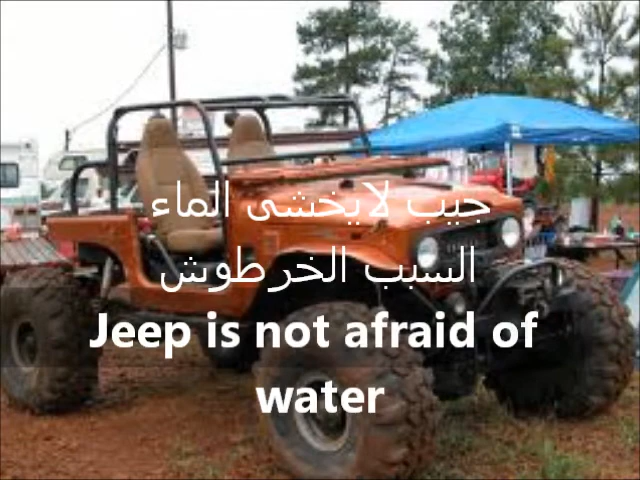 جيب لايخشى الماء
السبب الخرطوش
Jeep is not afraid of
water